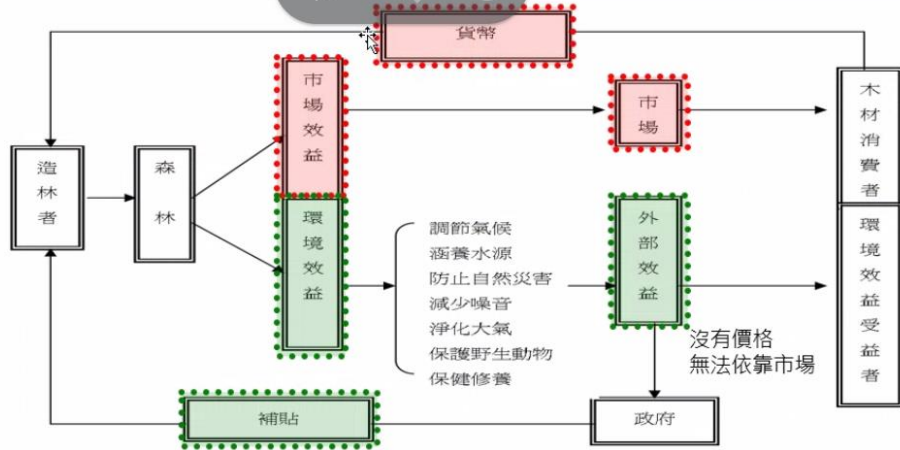 貨幣
市場效益
市場
木材消費者
造林者
森林
環境效益
調節氣候
涵養水源
防止自然災害
減少噪音
淨化大氣
保護野生動物
保健修養
外部效益
環境效益受益者
沒有價格
無法依靠市場
補貼
政府